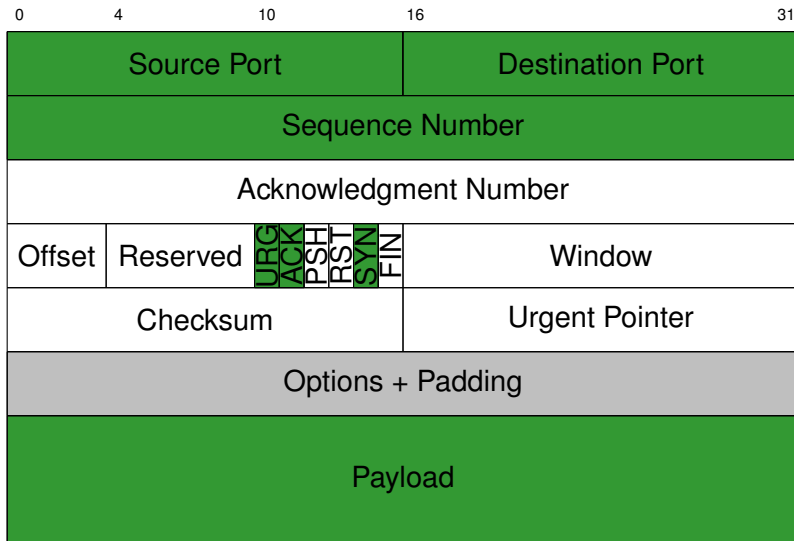 0 4 10 16 31
Source Port Destination Port
Sequence Number
Acknowledgment Number
Offset Reserved URG ACK PSH RST SYN FIN Window
Checksum Urgent Pointer
Options + Padding
Payload